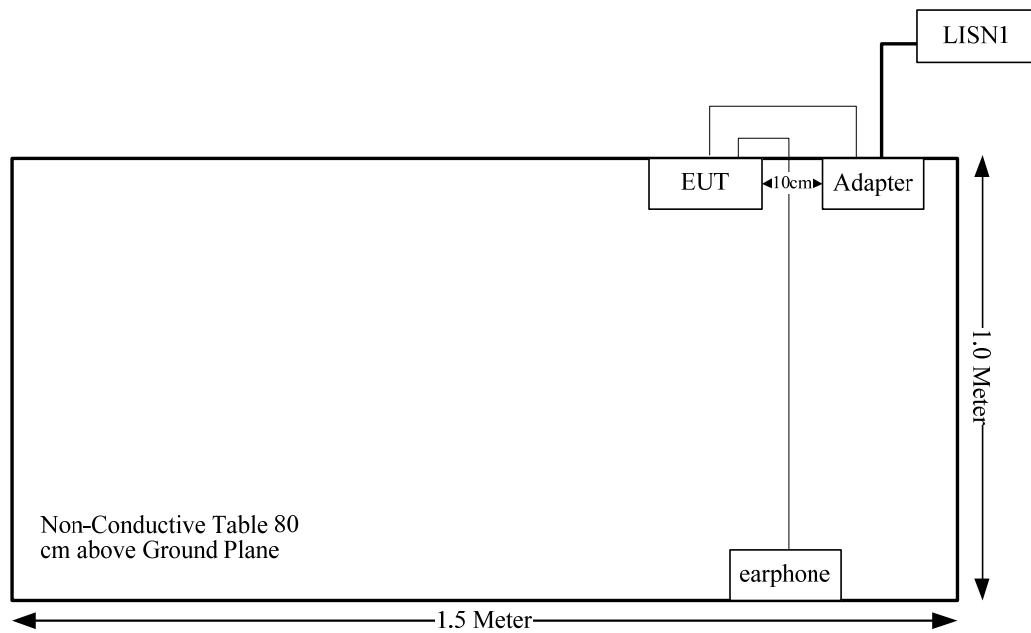 LISN1
EUT
10cm
Adapter
1.0 Meter
Non-Conductive Table 80
cm above Ground Plane
earphone
1.5 Meter